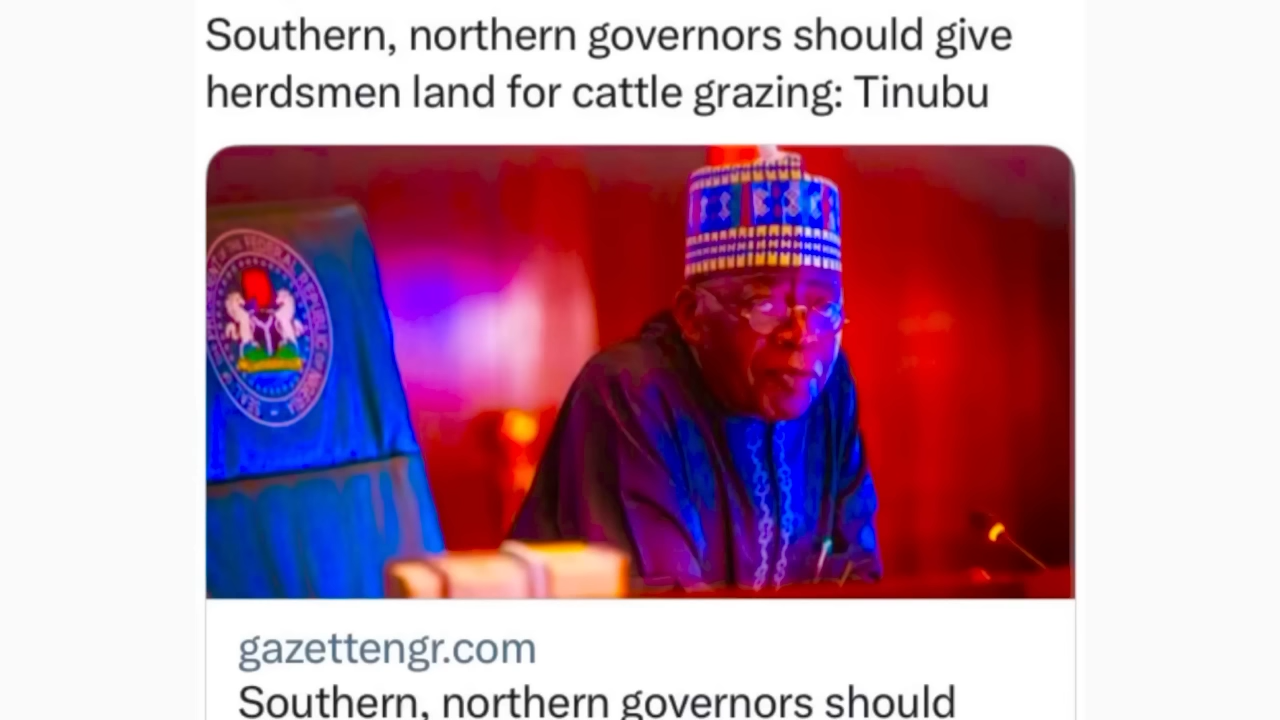 Southern, northern governors should give
herdsmen land for cattle grazing: Tinubu
gazettengr.com
Southern, northern governors should